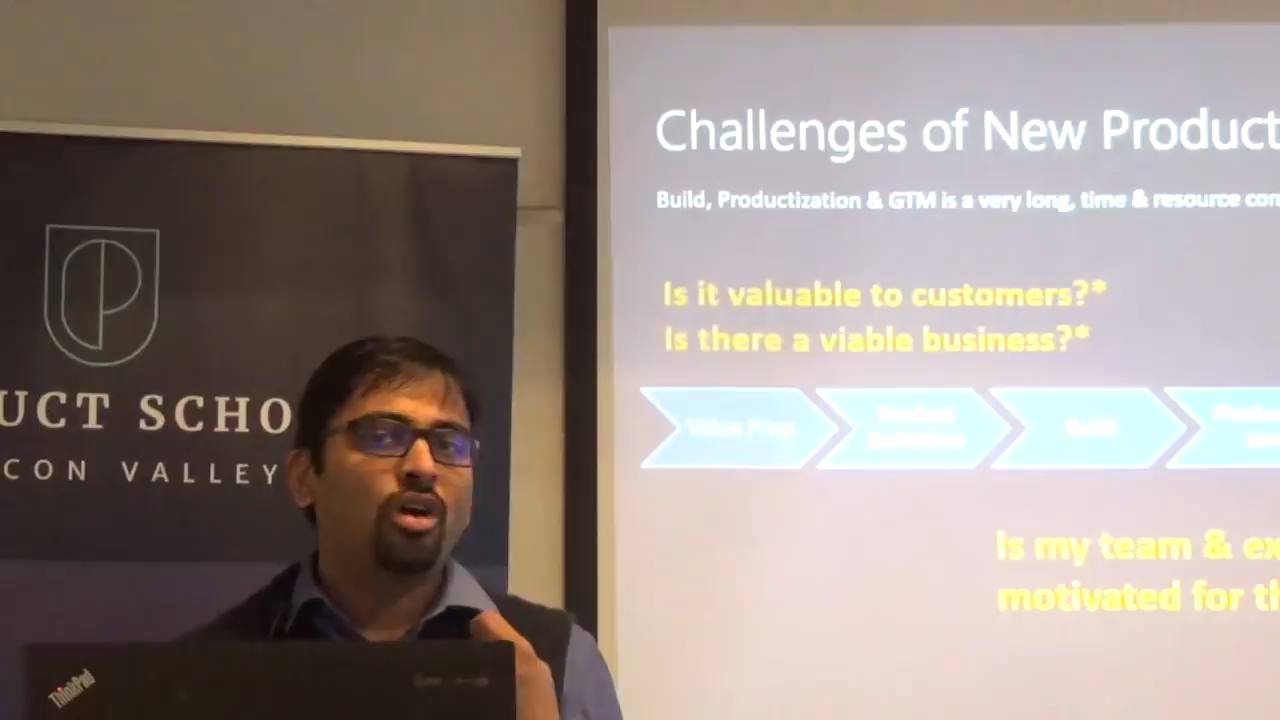 Challenges of New Product
Build, Productization & GTM is a very long, time & resource con
Is it valuable to customers?*
Is there a viable business?*
Value Prop
Build
Is my team & ex
motivated for th
UCT SCHO
CON VALLEY
ThinkPad